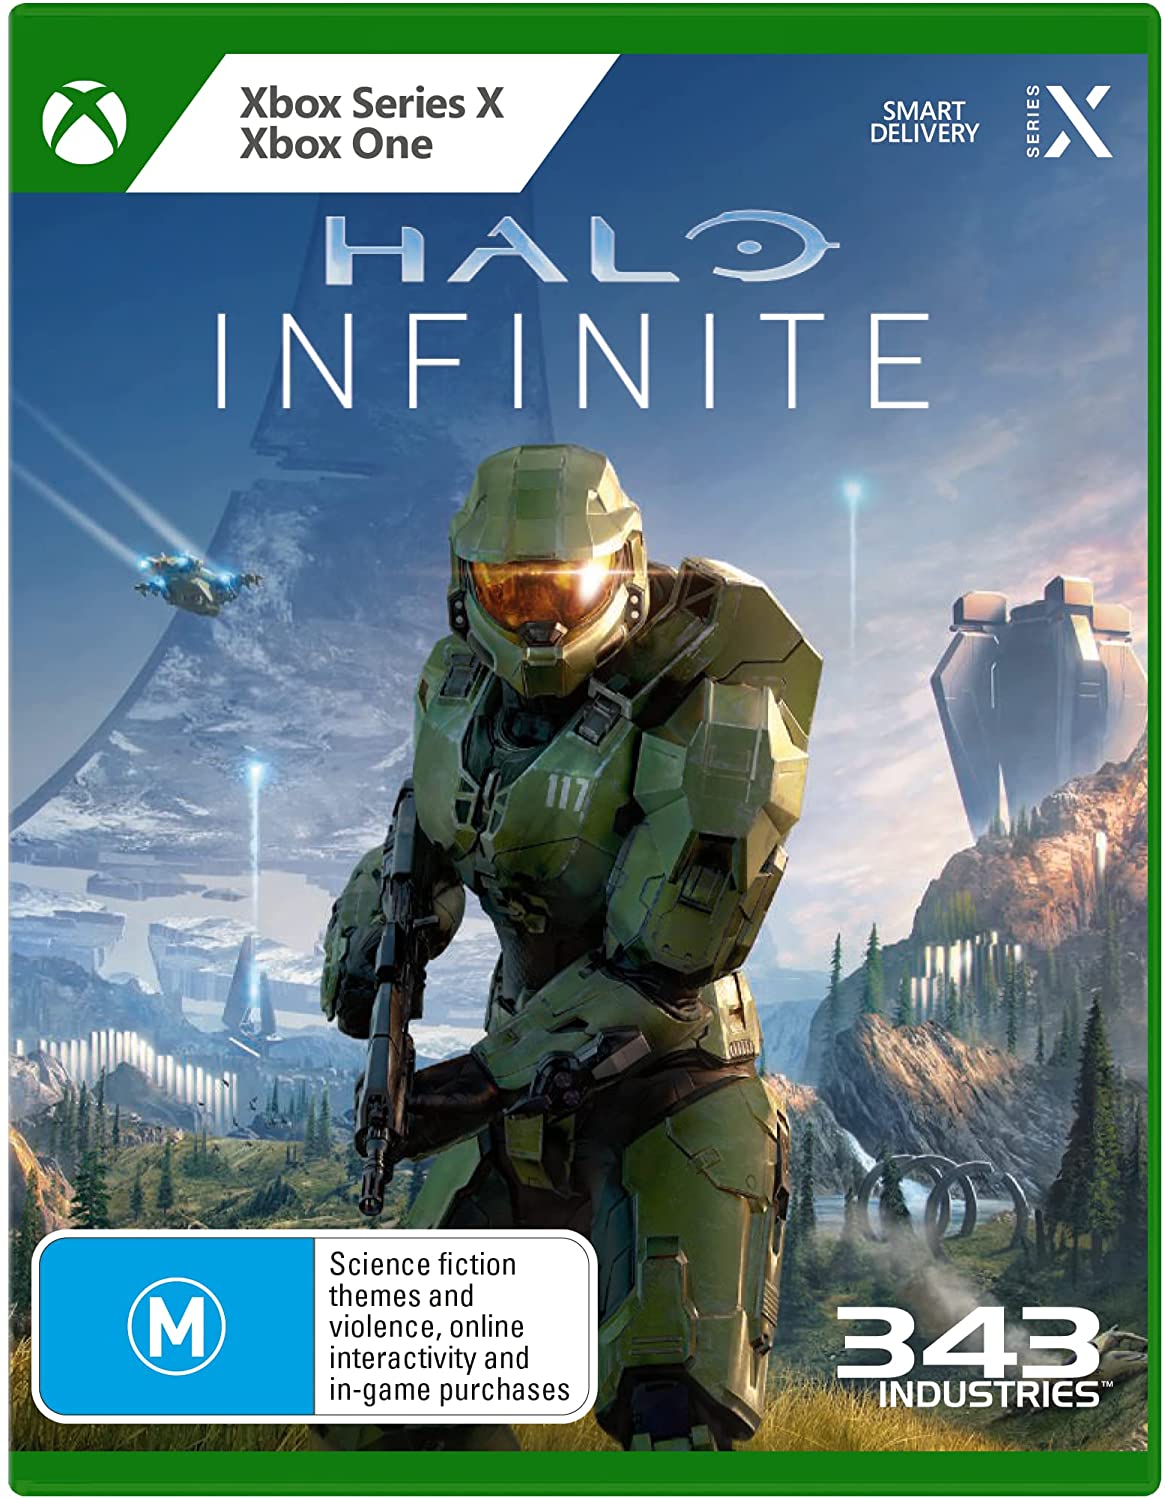 Xbox Series X
Xbox One
SMART
DELIVERY
SERIES
X
HALO
INFINITE
117
M
Science fiction
themes and
violence, online
interactivity and
in-game purchases
343
INDUSTRIES™